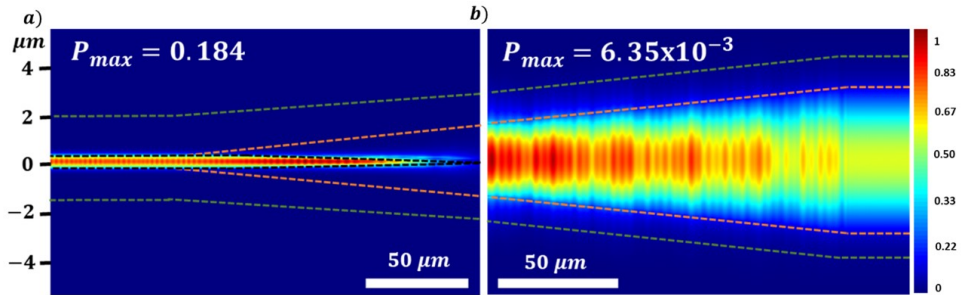 a)
b)
μm
P_max = 0.184
P_max = 6.35x10⁻³
4
2
0
−2
−4
50 μm
50 μm
1
0.83
0.67
0.50
0.33
0.22
0